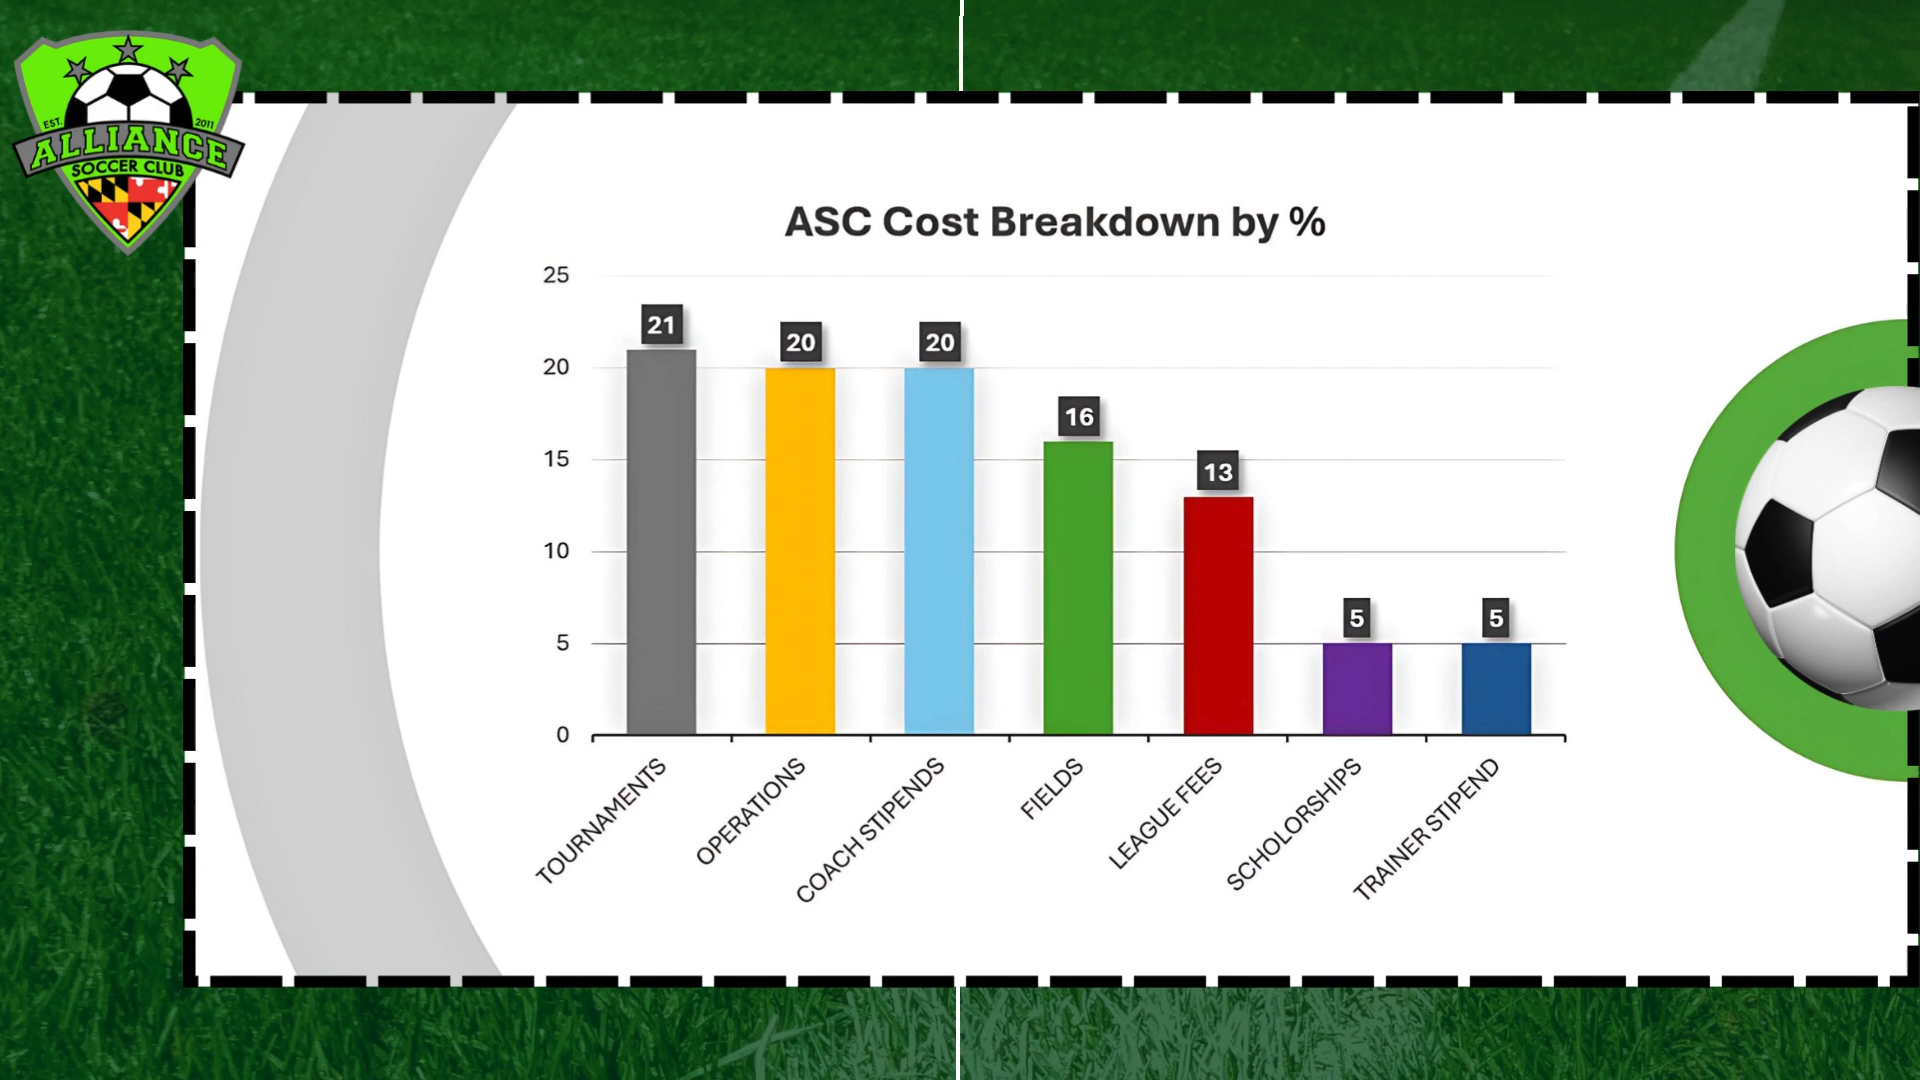 EST. 2011
ALLIANCE
SOCCER CLUB
ASC Cost Breakdown by %
25
20
15
10
5
0
21
20
20
16
13
5
5
TOURNAMENTS
OPERATIONS
COACH STIPENDS
FIELDS
LEAGUE FEES
SCHOLORSHIPS
TRAINER STIPEND